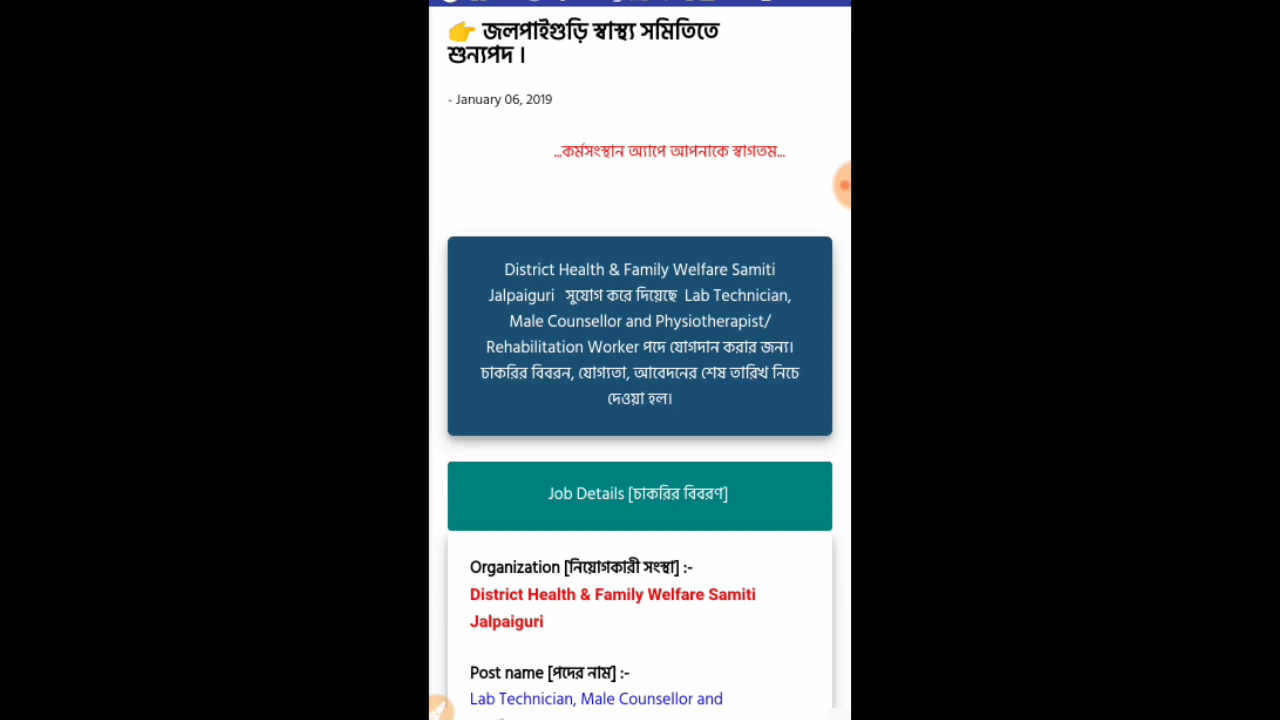 👉 জলপাইগুড়ি স্বাস্থ্য সমিতিতে
শুন্যপদ ।
- January 06, 2019
...কর্মসংস্থান অ্যাপে আপনাকে স্বাগতম...
District Health & Family Welfare Samiti
Jalpaiguri সুযোগ করে দিয়েছে Lab Technician,
Male Counsellor and Physiotherapist/
Rehabilitation Worker পদে যোগদান করার জন্য।
চাকরির বিবরন, যোগ্যতা, আবেদনের শেষ তারিখ নিচে
দেওয়া হল।
Job Details [চাকরির বিবরণ]
Organization [নিয়োগকারী সংস্থা] :-
District Health & Family Welfare Samiti
Jalpaiguri
Post name [পদের নাম] :-
Lab Technician, Male Counsellor and